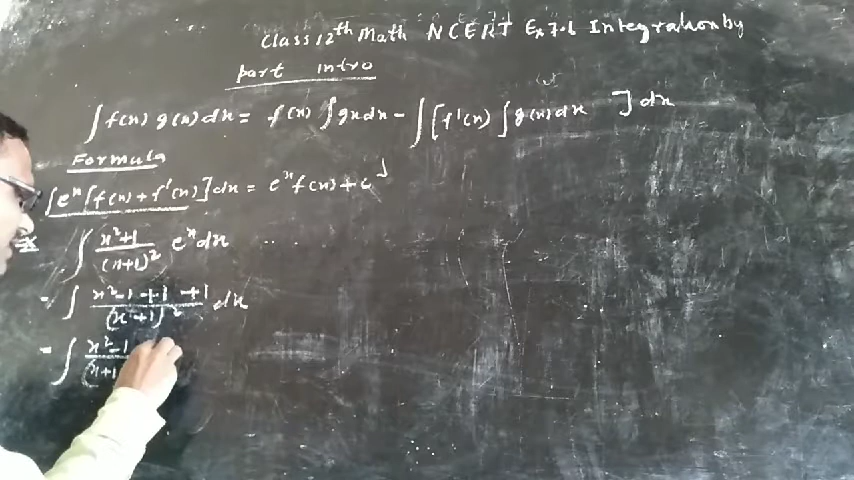 Class 12th Math NCERT Ex 7.6 Integration by
part intro
∫ f(x) g(x) dx = f(x) ∫ gx dx - ∫ [f'(x) ∫ g(x) dx ] dx
Formula
∫ e^x [f(x) + f'(x)] dx = e^x f(x) + c
∫ (x²+1)/(x+1)² e^x dx
= ∫ (x²-1+1+1)/(x+1)² dx
= ∫ (x²-1)/(x+1